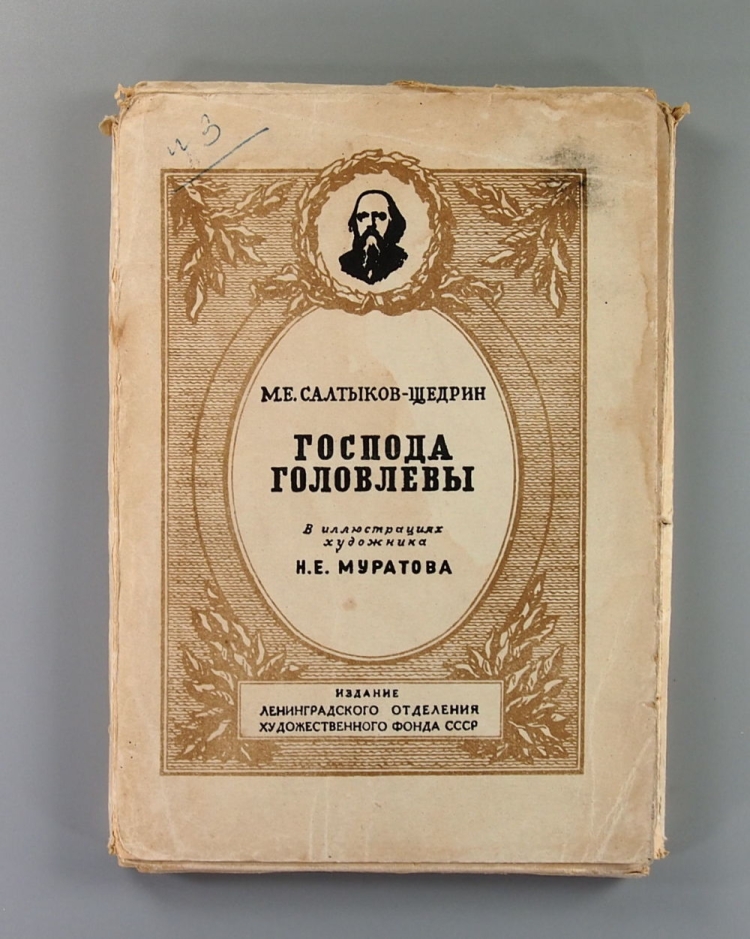 М.Е. САЛТЫКОВ-ЩЕДРИН
ГОСПОДА
ГОЛОВЛЕВЫ
В иллюстрациях
художника
Н.Е. МУРАТОВА
ИЗДАНИЕ
ЛЕНИНГРАДСКОГО ОТДЕЛЕНИЯ
ХУДОЖЕСТВЕННОГО ФОНДА СССР